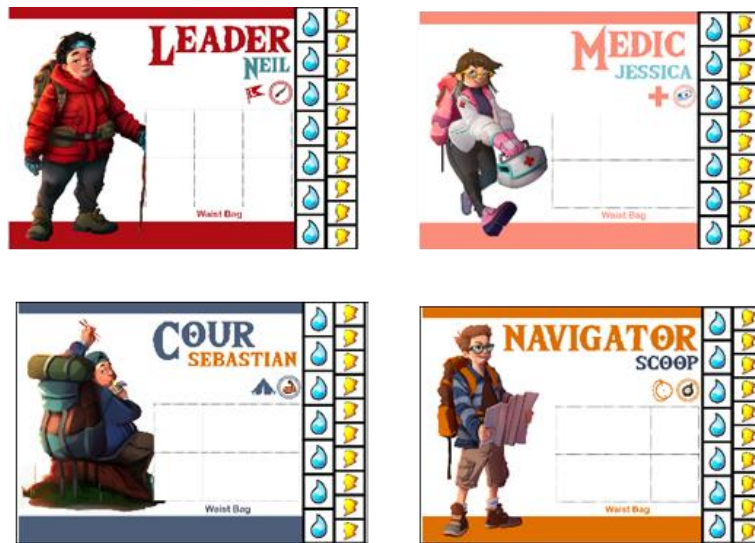 LEADER
NEIL
Waist Bag
MEDIC
JESSICA
Waist Bag
COUR
SEBASTIAN
Waist Bag
NAVIGATOR
SCOOP
Waist Bag